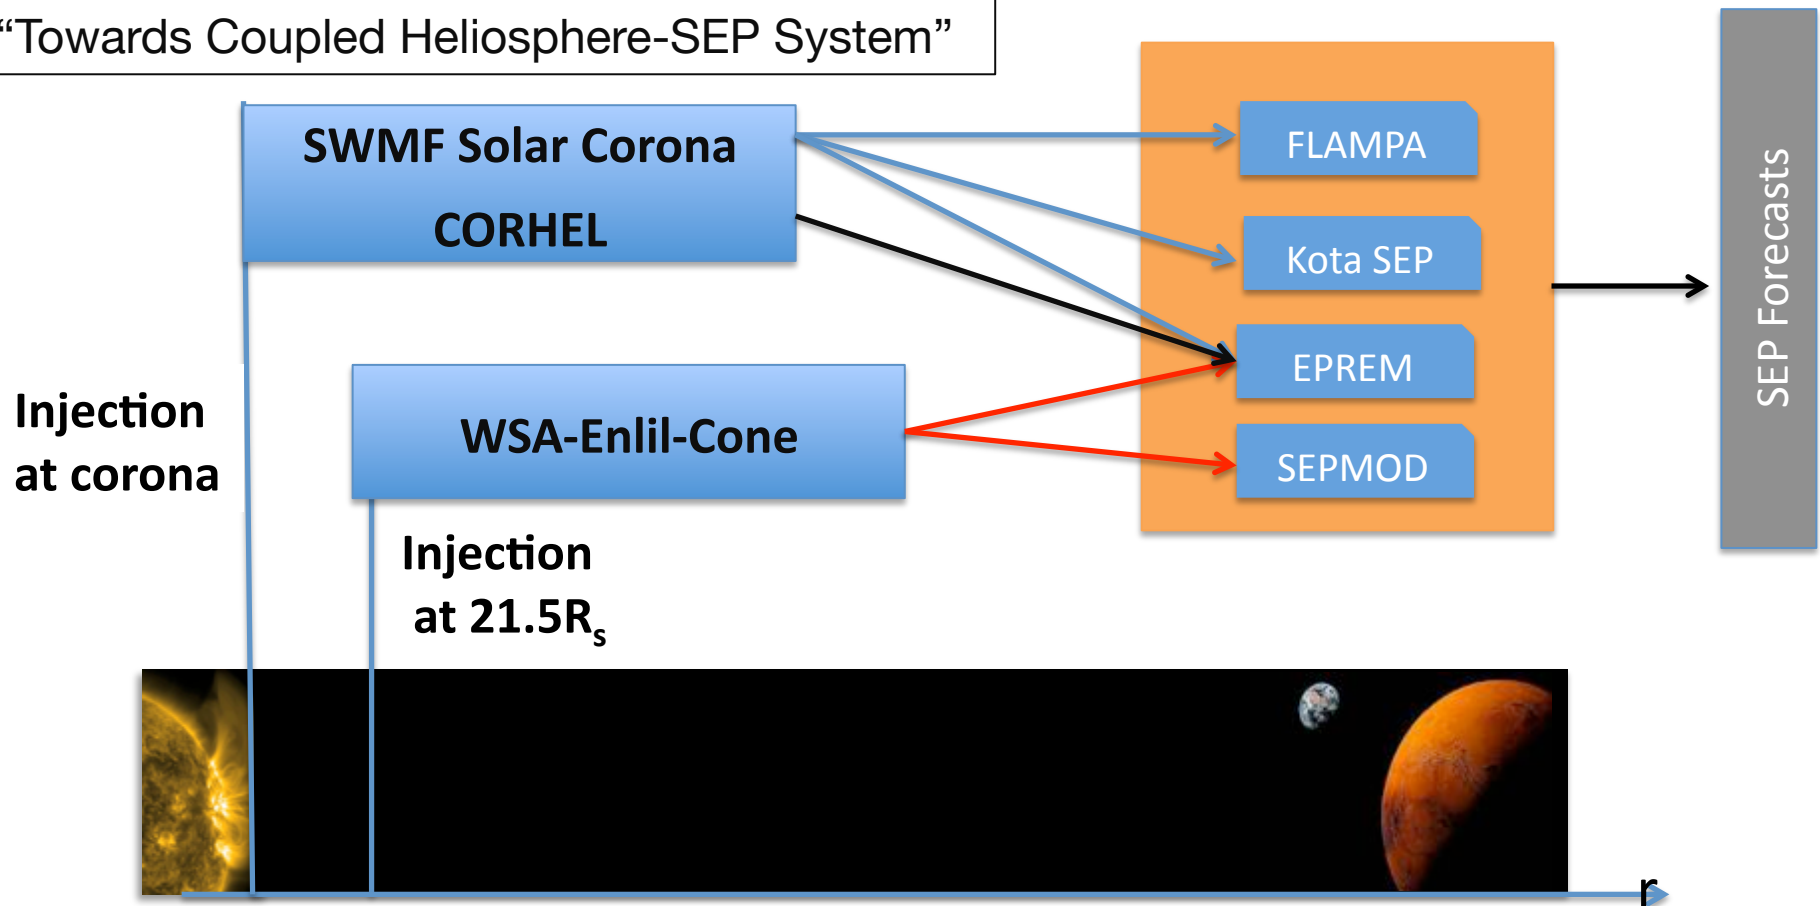 “Towards Coupled Heliosphere-SEP System”
SWMF Solar Corona
CORHEL
FLAMPA
Kota SEP
EPREM
SEPMOD
SEP Forecasts
WSA-Enlil-Cone
Injection
at corona
Injection
at 21.5Rs
r